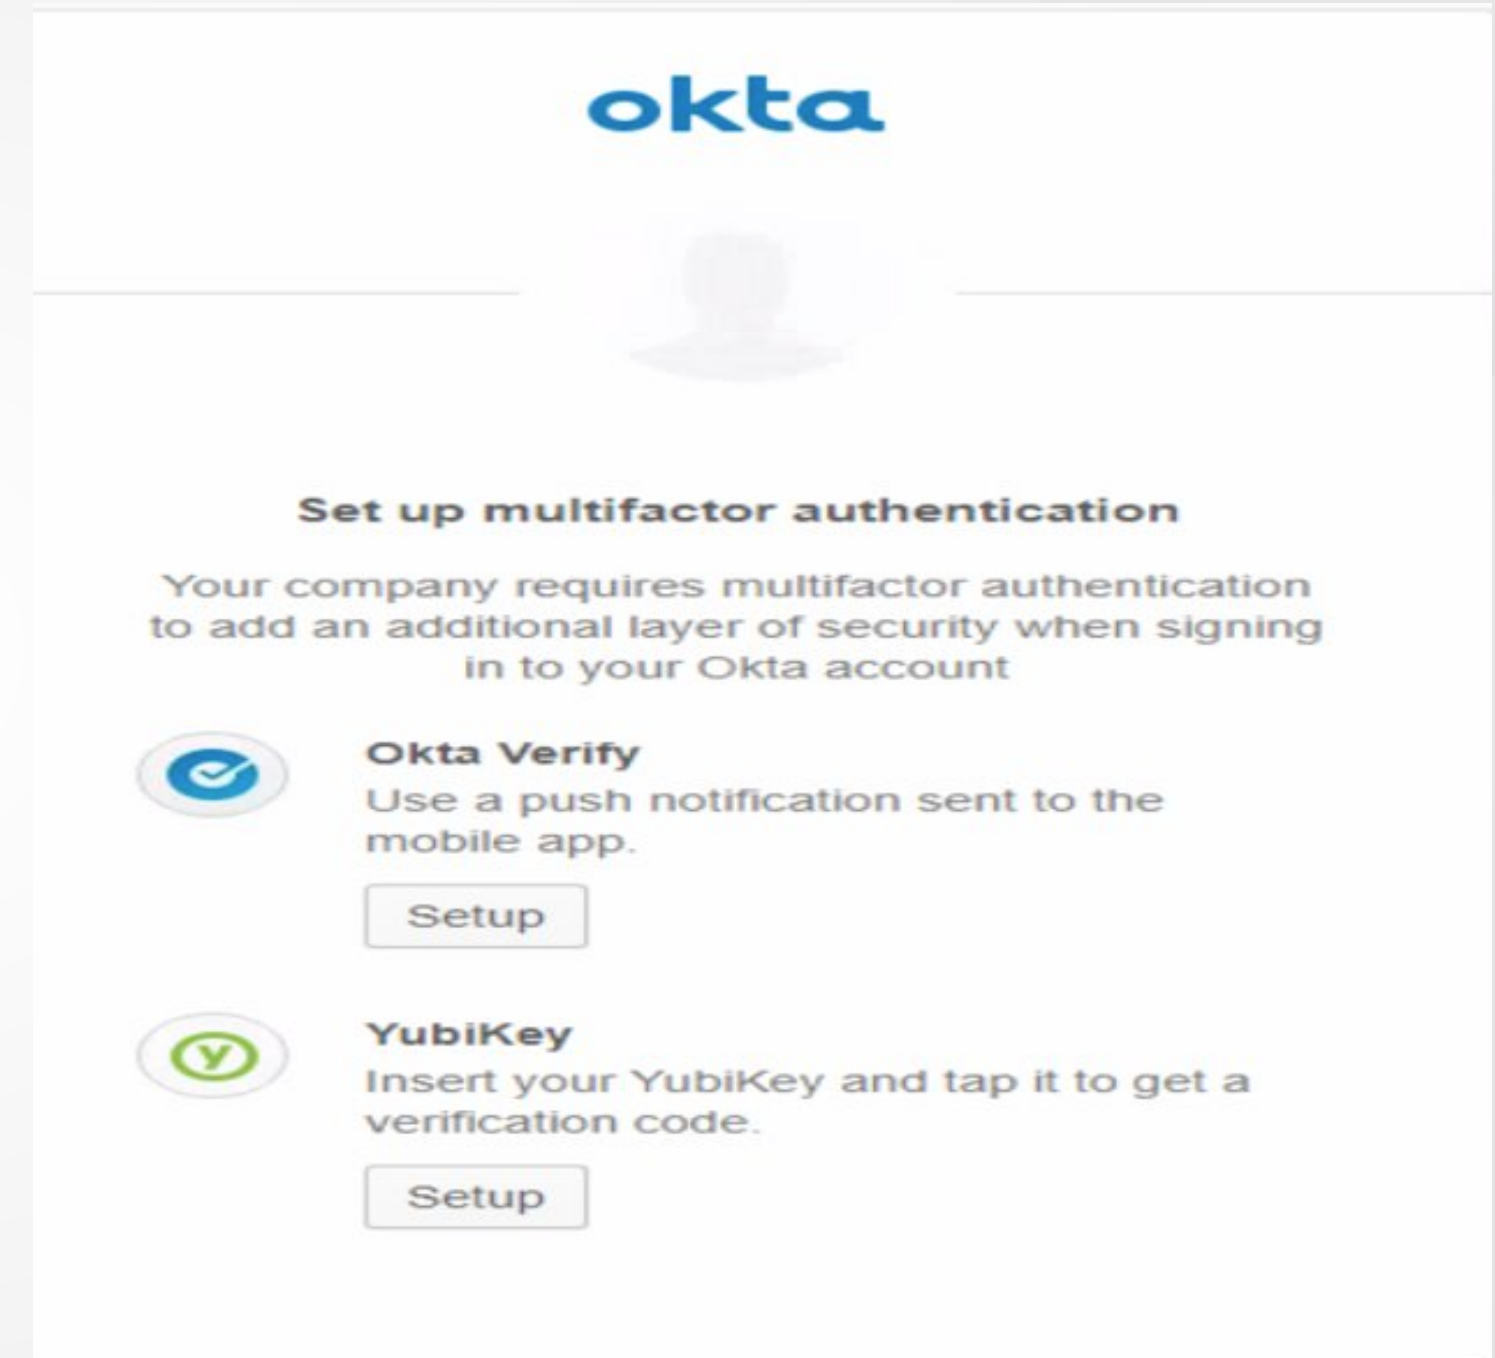 okta
Set up multifactor authentication
Your company requires multifactor authentication
to add an additional layer of security when signing
in to your Okta account
Okta Verify
Use a push notification sent to the
mobile app.
Setup
y
YubiKey
Insert your YubiKey and tap it to get a
verification code.
Setup